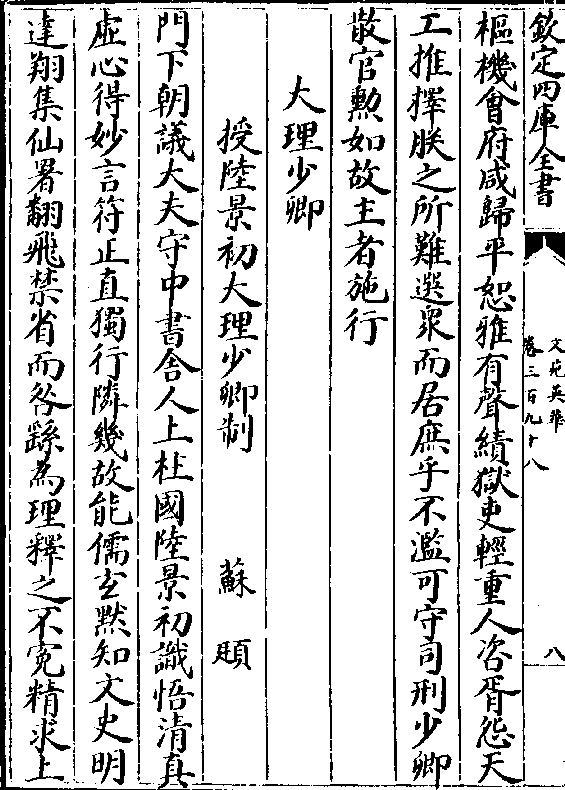 欽定四庫全書
文苑英華
卷三百九十八
八
樞機會府咸歸平恕雅有聲績獄吏輕重人咨胥怨天
工推擇朕之所難選衆而居庶乎不濫可守司刑少卿
散官勲如故主者施行
大理少卿
授陸景初大理少卿制 蘇頲
門下朝議大夫守中書舍人上柱國陸景初識悟清真
虛心得妙言符正直獨行隣幾故能儒玄黙知文史明
達翔集仙署翻飛禁省而咎繇為理釋之不寃精求上